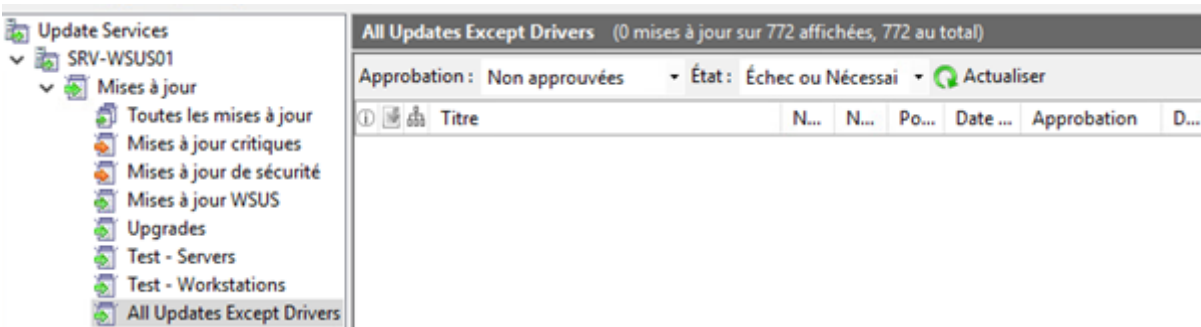 Update Services
SRV-WSUS01
Mises à jour
Toutes les mises à jour
Mises à jour critiques
Mises à jour de sécurité
Mises à jour WSUS
Upgrades
Test - Servers
Test - Workstations
All Updates Except Drivers
All Updates Except Drivers (0 mises à jour sur 772 affichées, 772 au total)
Approbation : Non approuvées État : Échec ou Nécessai Actualiser
Titre N... N... Po... Date ... Approbation D...